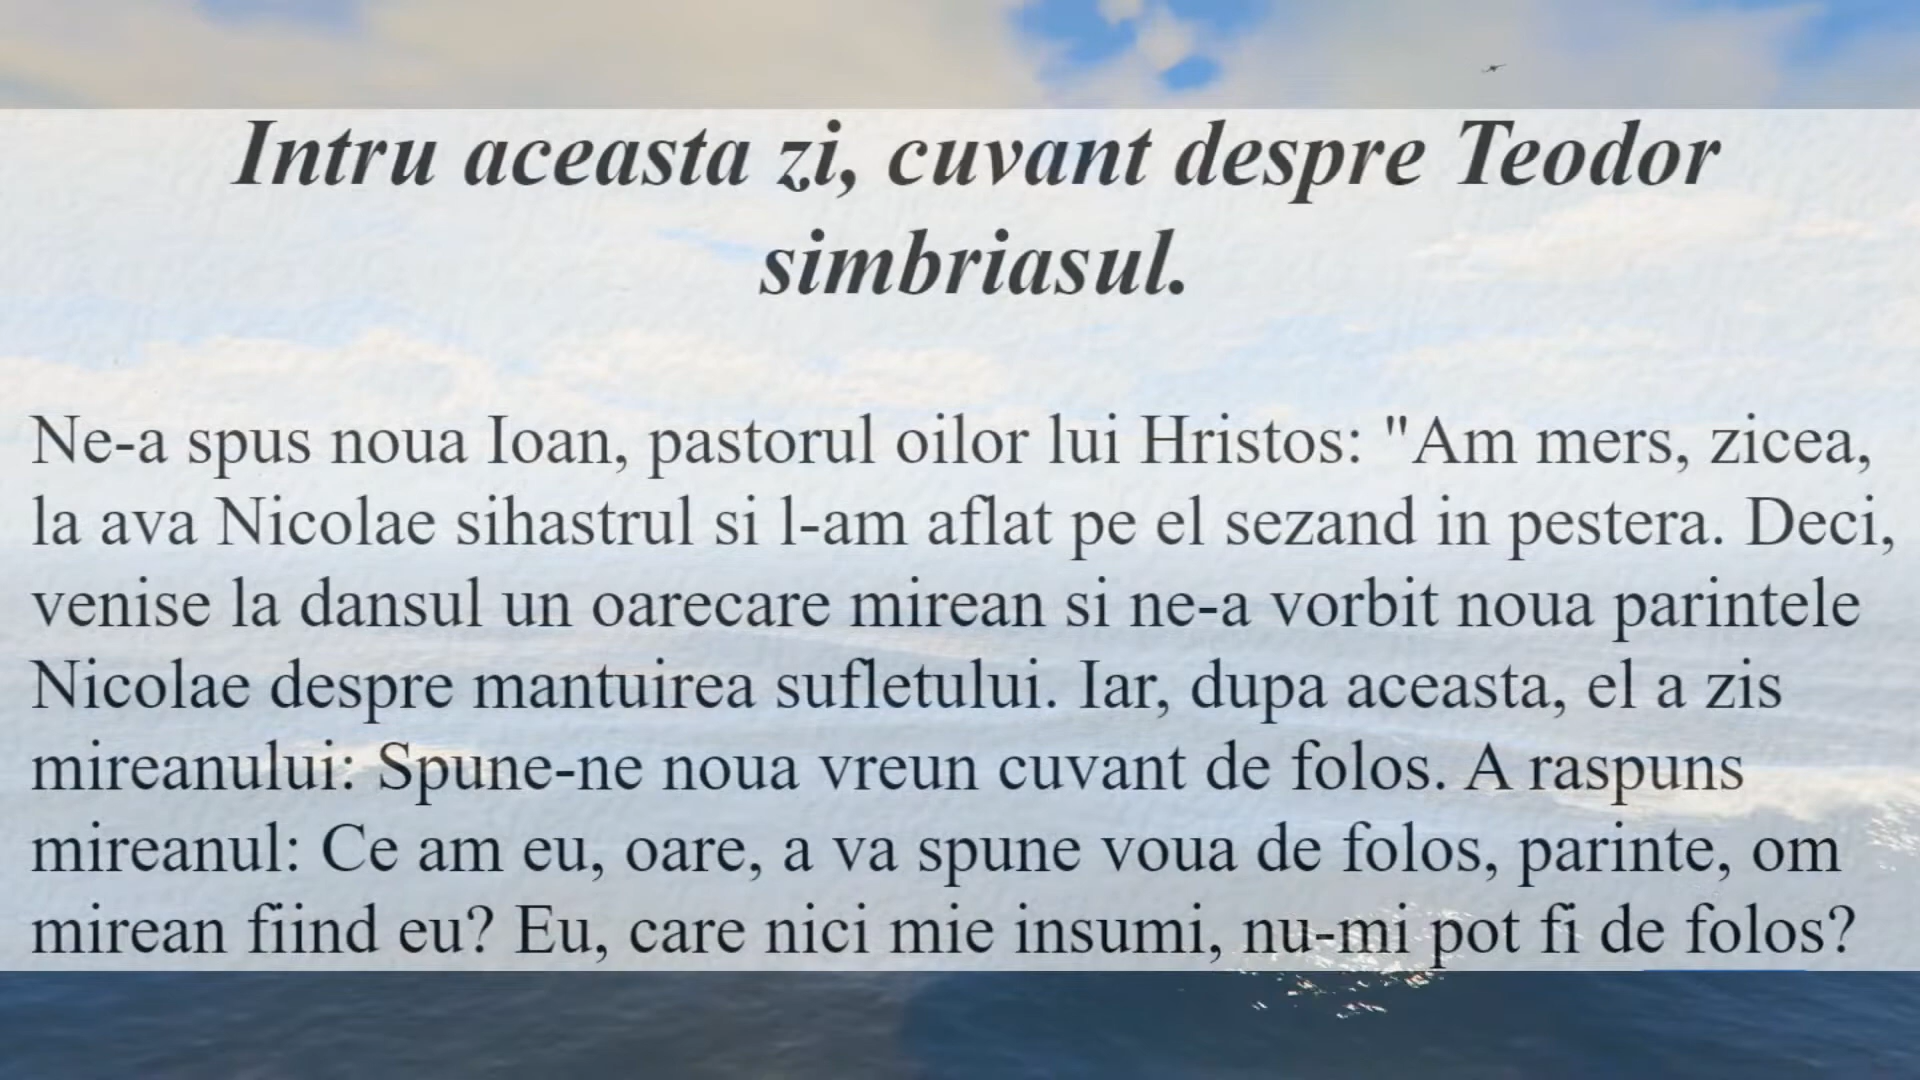 Intru aceasta zi, cuvant despre Teodor
simbriasul.
Ne-a spus noua Ioan, pastorul oilor lui Hristos: "Am mers, zicea,
la ava Nicolae sihastrul si l-am aflat pe el sezand in pestera. Deci,
venise la dansul un oarecare mirean si ne-a vorbit noua parintele
Nicolae despre mantuirea sufletului. Iar, dupa aceasta, el a zis
mireanului: Spune-ne noua vreun cuvant de folos. A raspuns
mireanul: Ce am eu, oare, a va spune voua de folos, parinte, om
mirean fiind eu? Eu, care nici mie insumi, nu-mi pot fi de folos?